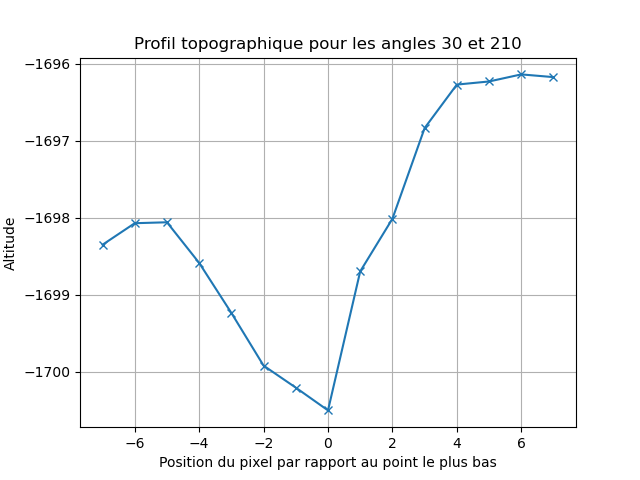 Profil topographique pour les angles 30 et 210
−1696
−1697
−1698
−1699
−1700
Altitude
−6 −4 −2 0 2 4 6
Position du pixel par rapport au point le plus bas